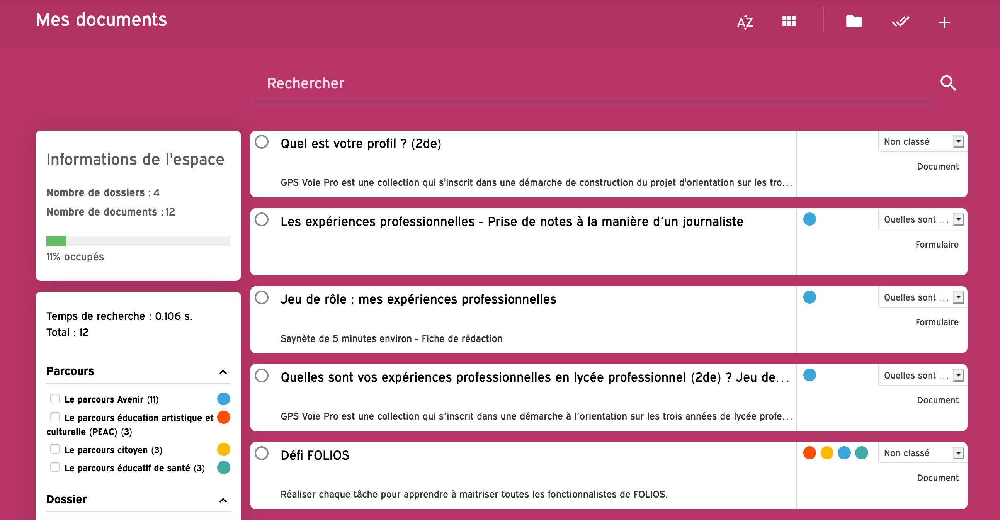 Mes documents
AZ
Rechercher
Informations de l'espace
Nombre de dossiers : 4
Nombre de documents : 12
11% occupés
Temps de recherche : 0.106 s.
Total : 12
Parcours
Le parcours Avenir (11)
Le parcours éducation artistique et
culturelle (PEAC) (3)
Le parcours citoyen (3)
Le parcours éducatif de santé (3)
Dossier
Quel est votre profil ? (2de)
Non classé
Document
GPS Voie Pro est une collection qui s'inscrit dans une démarche de construction du projet d'orientation sur les tro...
Les expériences professionnelles - Prise de notes à la manière d’un journaliste
Quelles sont ...
Formulaire
Jeu de rôle : mes expériences professionnelles
Quelles sont ...
Formulaire
Saynète de 5 minutes environ - Fiche de rédaction
Quelles sont vos expériences professionnelles en lycée professionnel (2de) ? Jeu de...
Quelles sont ...
Document
GPS Voie Pro est une collection qui s’inscrit dans une démarche à l’orientation sur les trois années de lycée profe...
Défi FOLIOS
Non classé
Document
Réaliser chaque tâche pour apprendre à maitriser toutes les fonctionnalistes de FOLIOS.